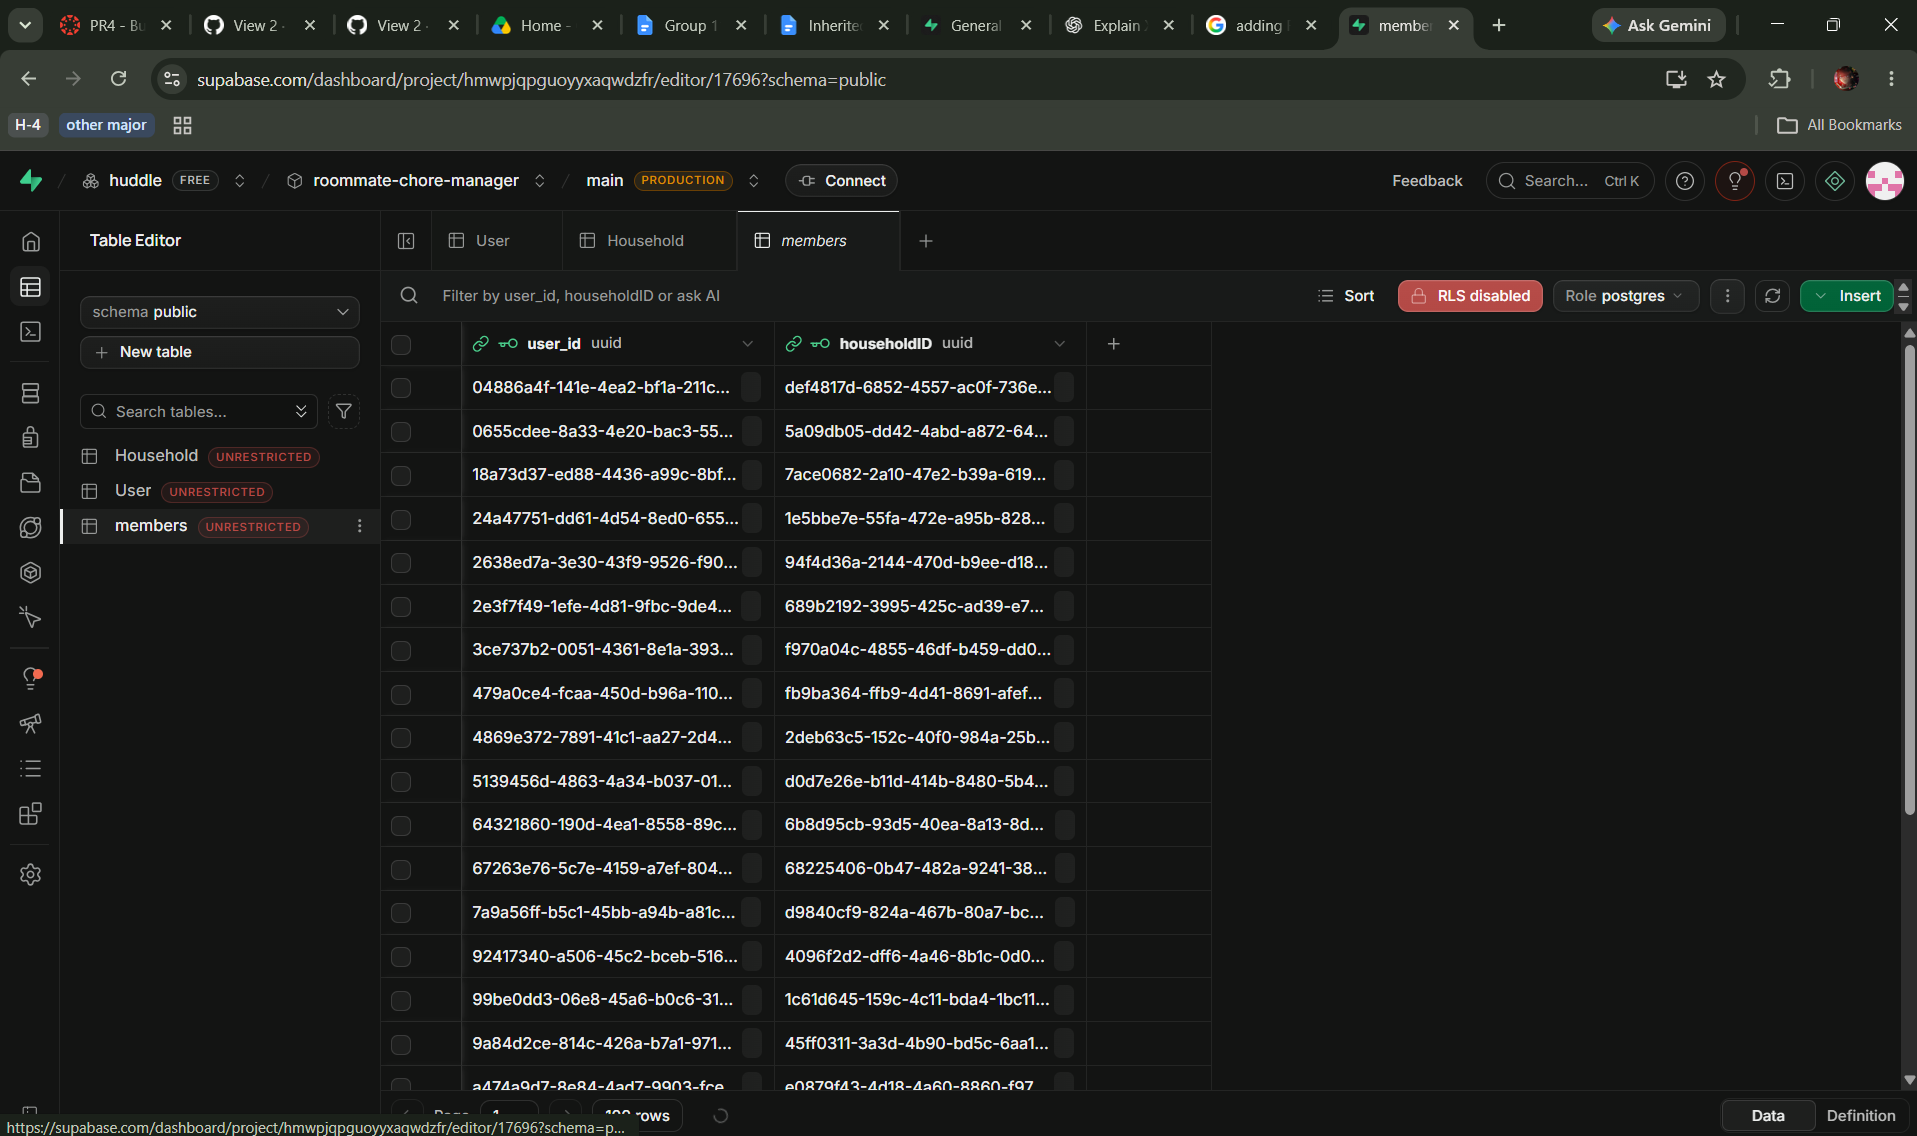 PR4 - Bu
View 2 -
View 2 -
Home -
Group 1
Inherite
General
Explain
adding
member
Ask Gemini
supabase.com/dashboard/project/hmwpjqpguoyyxaqwdzfr/editor/17696?schema=public
H-4
other major
All Bookmarks
huddle FREE
roommate-chore-manager
main PRODUCTION
Connect
Feedback
Search... Ctrl K
Table Editor
User
Household
members
schema public
New table
Search tables...
Household UNRESTRICTED
User UNRESTRICTED
members UNRESTRICTED
Filter by user_id, householdID or ask AI
Sort
RLS disabled
Role postgres
Insert
user_id uuid
householdID uuid
04886a4f-141e-4ea2-bf1a-211c... def4817d-6852-4557-ac0f-736e...
0655cdee-8a33-4e20-bac3-55... 5a09db05-dd42-4abd-a872-64...
18a73d37-ed88-4436-a99c-8bf... 7ace0682-2a10-47e2-b39a-619...
24a47751-dd61-4d54-8ed0-655... 1e5bbe7e-55fa-472e-a95b-828...
2638ed7a-3e30-43f9-9526-f90... 94f4d36a-2144-470d-b9ee-d18...
2e3f7f49-1efe-4d81-9fbc-9de4... 689b2192-3995-425c-ad39-e7...
3ce737b2-0051-4361-8e1a-393... f970a04c-4855-46df-b459-dd0...
479a0ce4-fcaa-450d-b96a-110... fb9ba364-ffb9-4d41-8691-afef...
4869e372-7891-41c1-aa27-2d4... 2deb63c5-152c-40f0-984a-25b...
5139456d-4863-4a34-b037-01... d0d7e26e-b11d-414b-8480-5b4...
64321860-190d-4ea1-8558-89c... 6b8d95cb-93d5-40ea-8a13-8d...
67263e76-5c7e-4159-a7ef-804... 68225406-0b47-482a-9241-38...
7a9a56ff-b5c1-45bb-a94b-a81c... d9840cf9-824a-467b-80a7-bc...
92417340-a506-45c2-bceb-516... 4096f2d2-dff6-4a46-8b1c-0d0...
99be0dd3-06e8-45a6-b0c6-31... 1c61d645-159c-4c11-bda4-1bc11...
9a84d2ce-814c-426a-b7a1-971... 45ff0311-3a3d-4b90-bd5c-6aa1...
a474a9d7-8e84-4ad7-9903-fce e0879f43-4d18-4a60-8860-f97
Page 1
100 rows
Data
Definition
https://supabase.com/dashboard/project/hmwpjqpguoyyxaqwdzfr/editor/17696?schema=p...